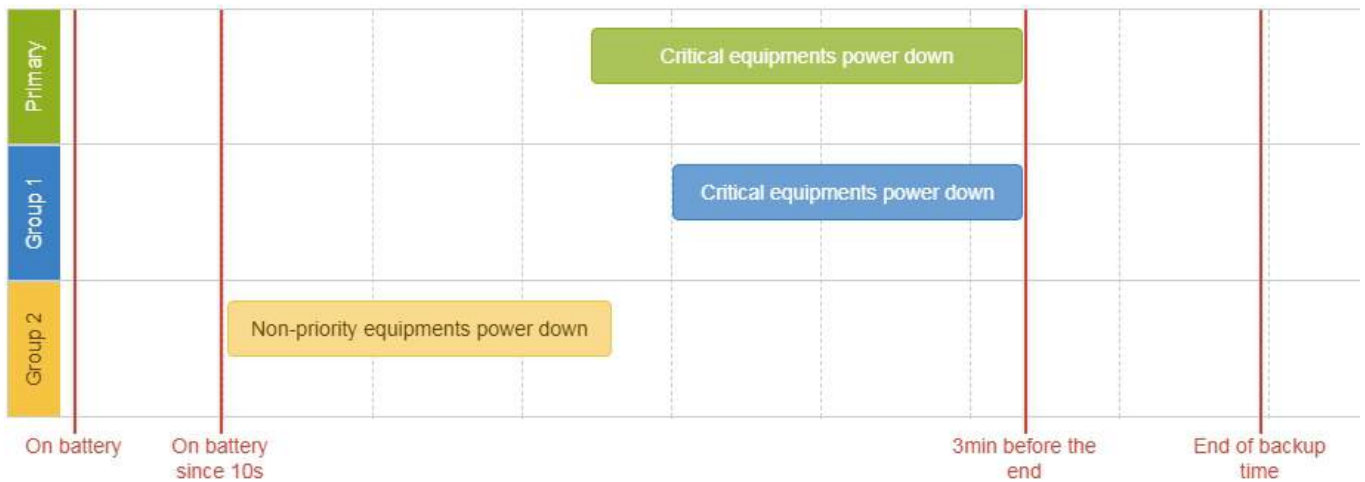 Primary
Critical equipments power down
Group 1
Critical equipments power down
Group 2
Non-priority equipments power down
On battery
On battery
since 10s
3min before the
end
End of backup
time